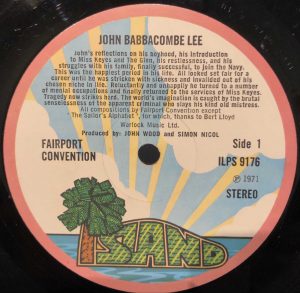 JOHN BABBACOMBE LEE
John's reflections on his boyhood, his introduction
to Miss Keyes and The Glen, his restlessness, and his
struggles with his family, finally successful, to join the Navy.
This was the happiest period in his life. All looked set fair for a
career until he was stricken with sickness and invalided out of his
chosen niche in life. Reluctantly and unhappily he turned to a number
of menial occupations and finally returned to the services of Miss Keyes.
Tragedy now strikes hard. The world's imagination is caught by the brutal
senselessness of the apparent criminal who slays his kind old mistress.
All compositions by Fairport Convention except
'The Sailor's Alphabet', for which, thanks to Bert Lloyd
Warlock Music Ltd.
Produced by: JOHN WOOD and SIMON NICOL
FAIRPORT
CONVENTION
Side 1
ILPS 9176
℗ 1971
STEREO
ISLAND